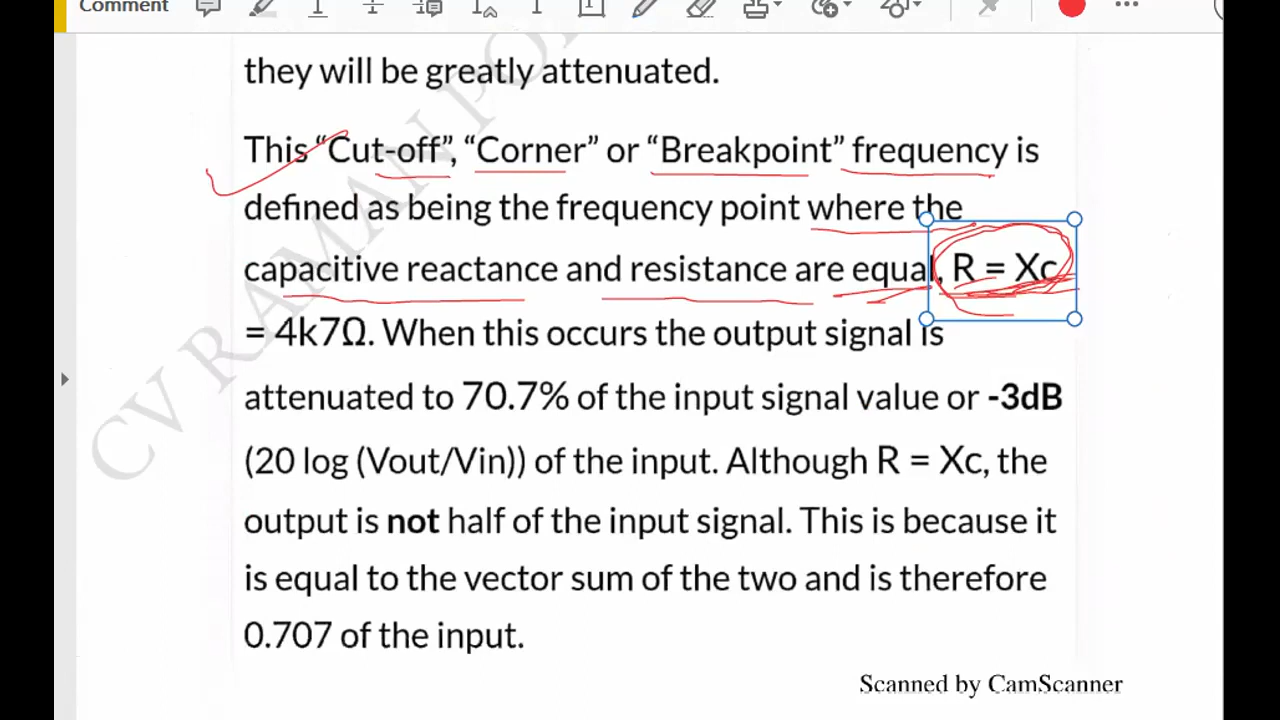 Comment
they will be greatly attenuated.
This “Cut-off”, “Corner” or “Breakpoint” frequency is
defined as being the frequency point where the
capacitive reactance and resistance are equal, R = Xc
= 4k7Ω. When this occurs the output signal is
attenuated to 70.7% of the input signal value or -3dB
(20 log (Vout/Vin)) of the input. Although R = Xc, the
output is not half of the input signal. This is because it
is equal to the vector sum of the two and is therefore
0.707 of the input.
CV RAMAN PO
Scanned by CamScanner